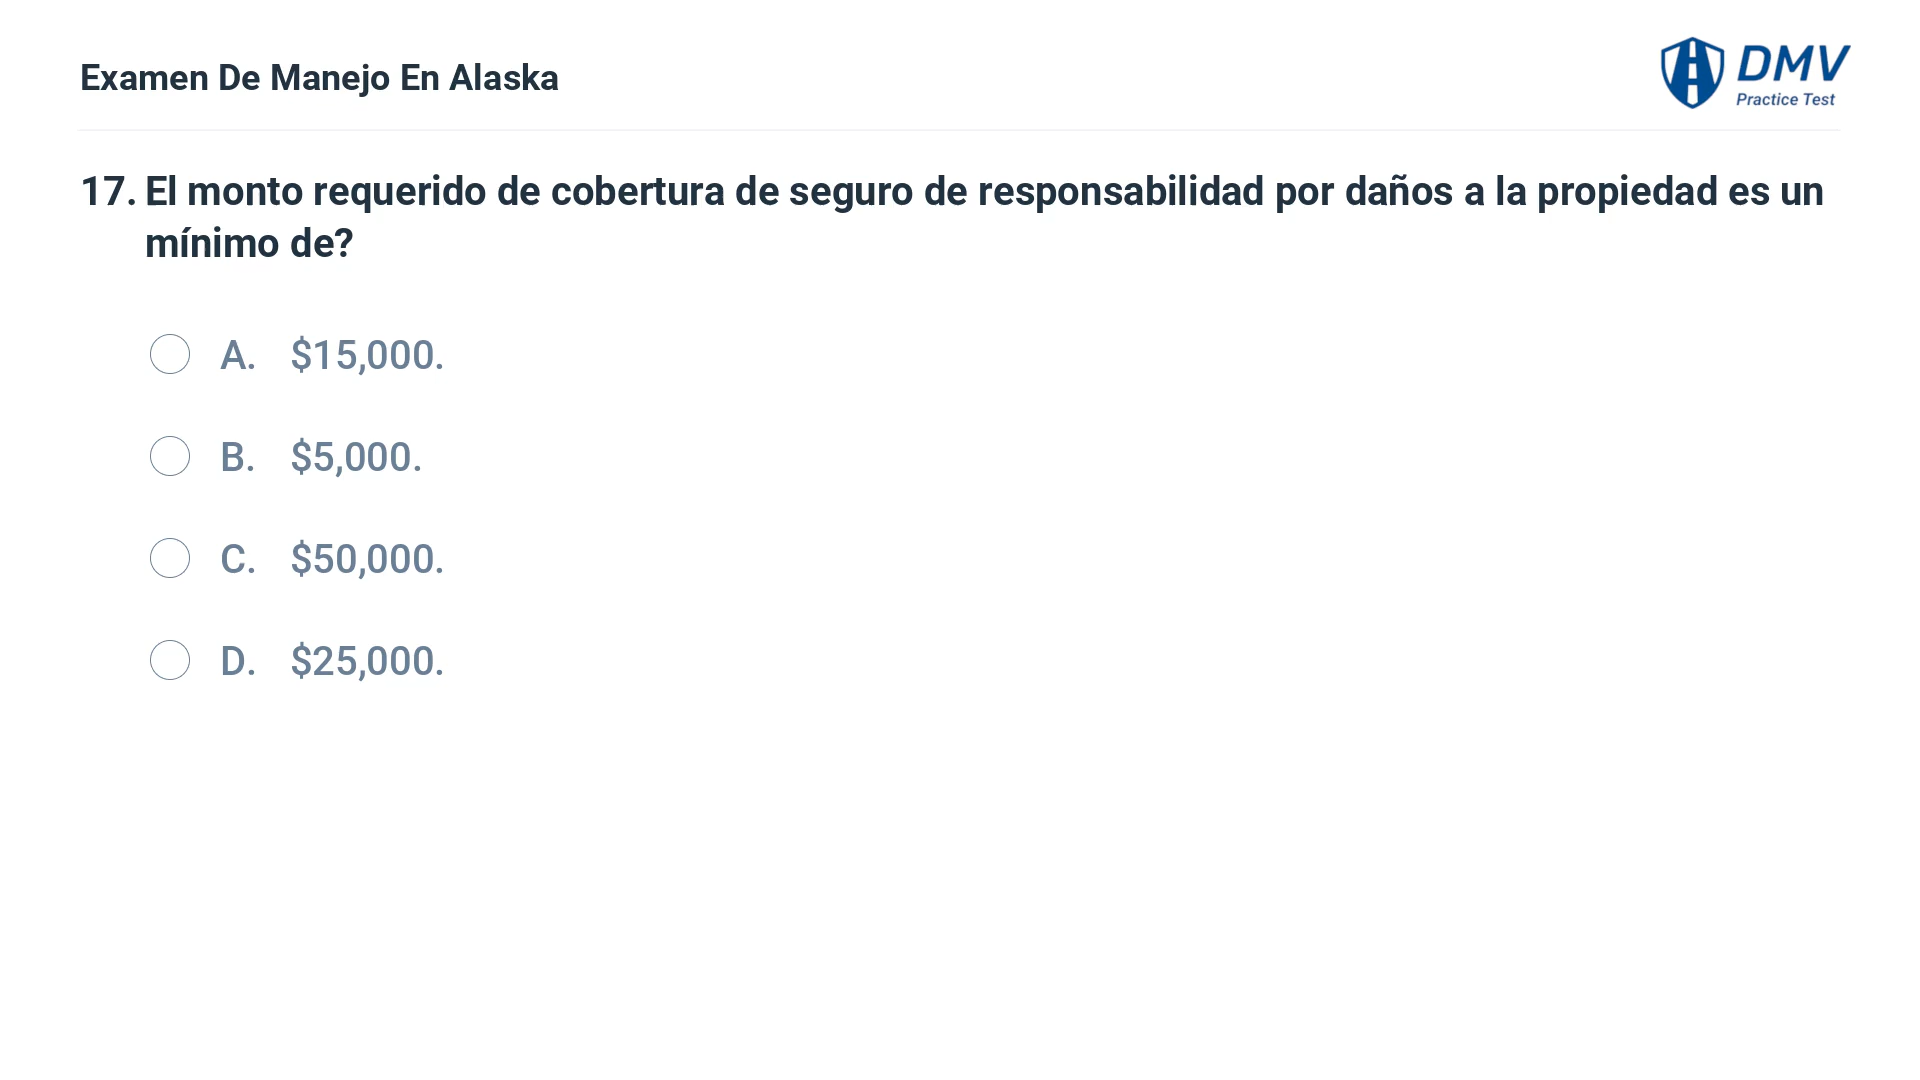 Examen De Manejo En Alaska
DMV
Practice Test
17. El monto requerido de cobertura de seguro de responsabilidad por daños a la propiedad es un
mínimo de?
A. $15,000.
B. $5,000.
C. $50,000.
D. $25,000.